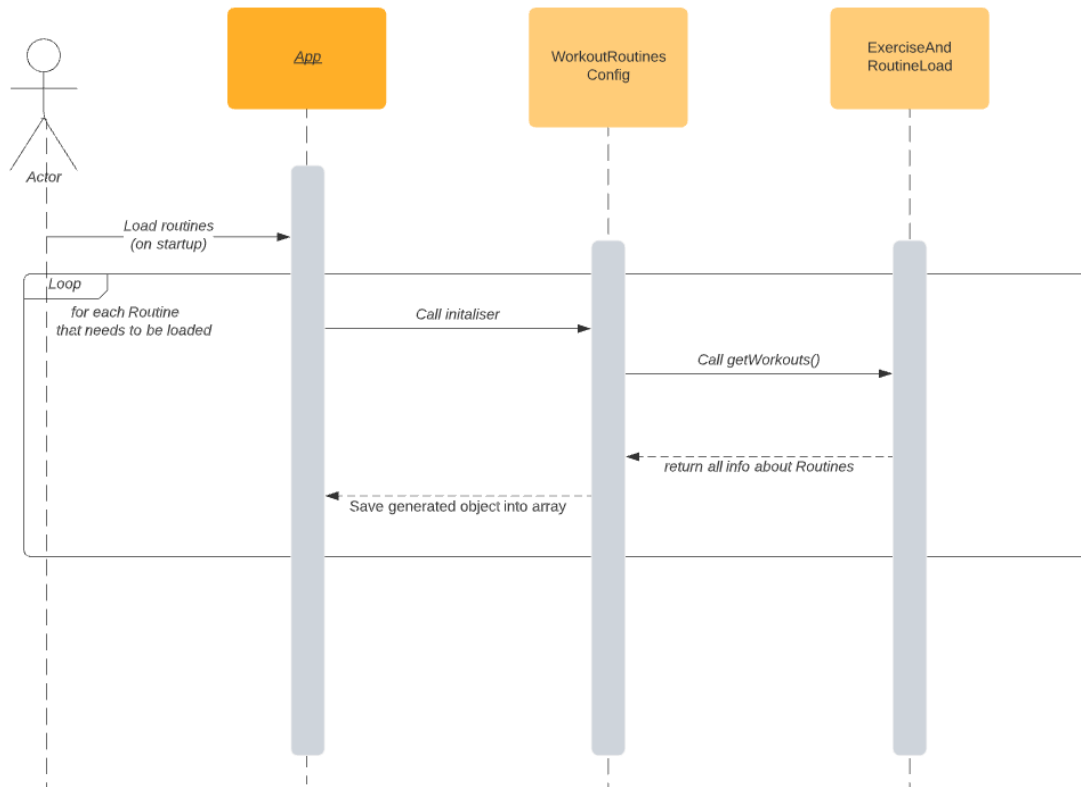 App
WorkoutRoutines
Config
ExerciseAnd
RoutineLoad
Actor
Load routines
(on startup)
Loop
for each Routine
that needs to be loaded
Call initaliser
Call getWorkouts()
return all info about Routines
Save generated object into array